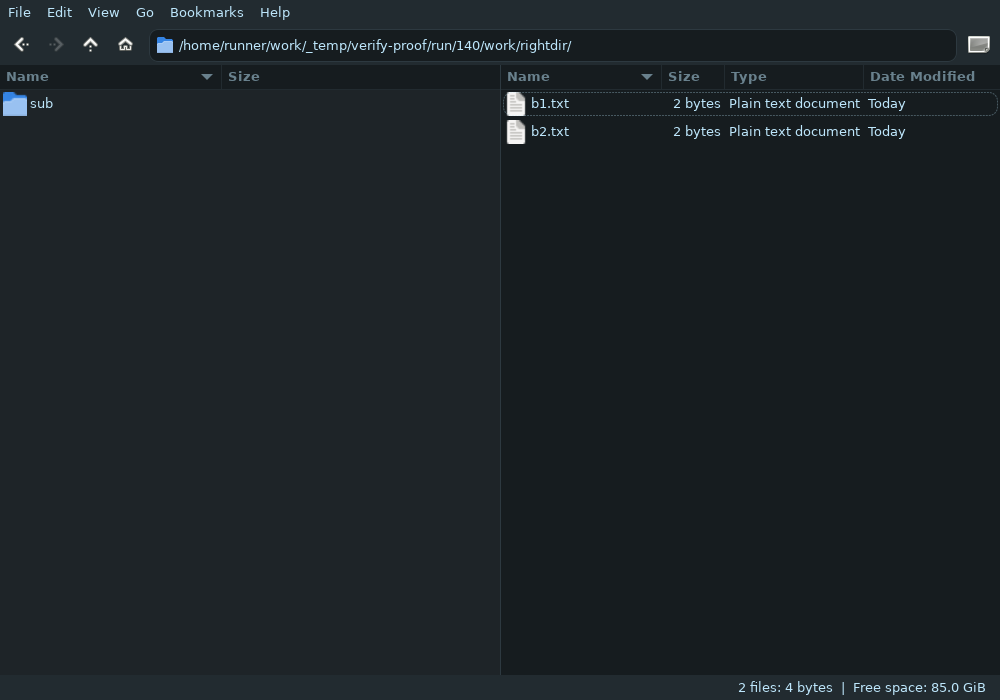 File Edit View Go Bookmarks Help
/home/runner/work/_temp/verify-proof/run/140/work/rightdir/
Name Size
sub
Name Size Type Date Modified
b1.txt 2 bytes Plain text document Today
b2.txt 2 bytes Plain text document Today
2 files: 4 bytes | Free space: 85.0 GiB